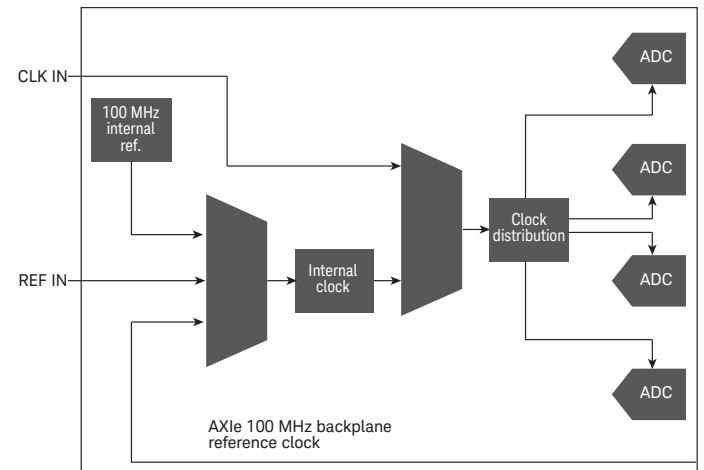 CLK IN
100 MHz
internal
ref.
REF IN
Internal
clock
Clock
distribution
ADC
ADC
ADC
ADC
AXIe 100 MHz backplane
reference clock